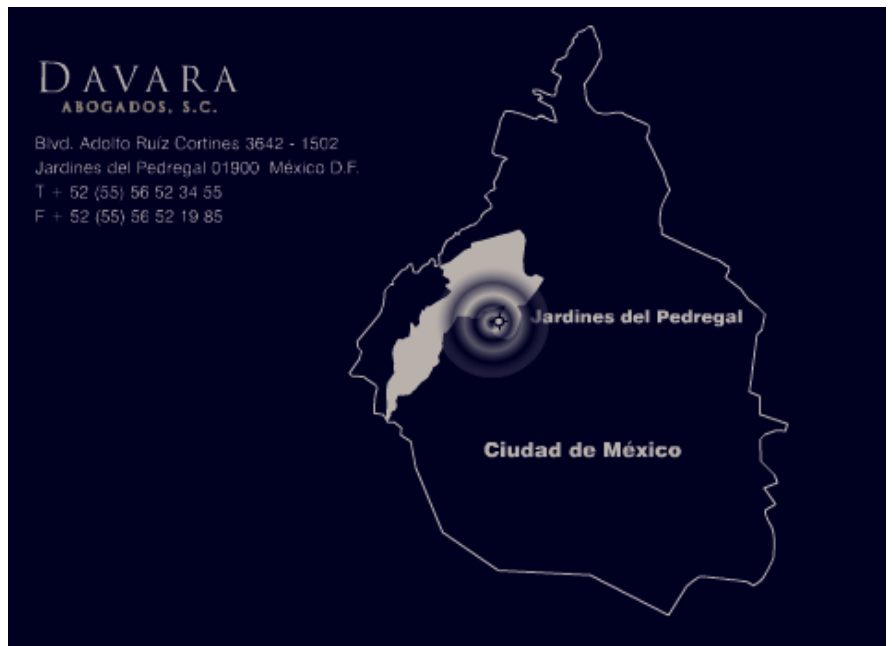 DAVARA
ABOGADOS, S.C.
Blvd. Adolfo Ruíz Cortines 3642 - 1502
Jardines del Pedregal 01900 México D.F.
T + 52 (55) 56 52 34 55
F + 52 (55) 56 52 19 85
Jardines del Pedregal
Ciudad de México